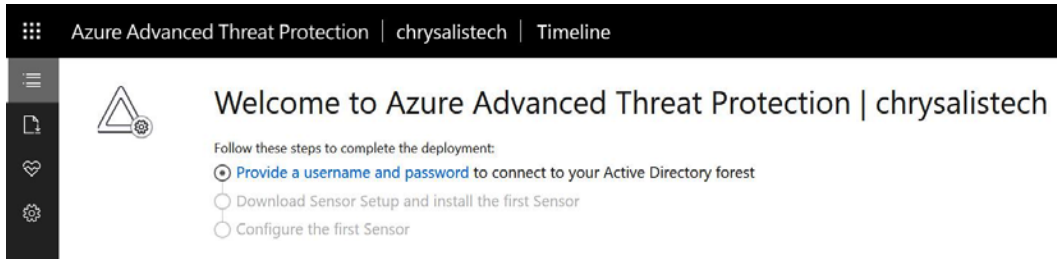 Azure Advanced Threat Protection | chrysalistech | Timeline
Welcome to Azure Advanced Threat Protection | chrysalistech
Follow these steps to complete the deployment:
Provide a username and password to connect to your Active Directory forest
Download Sensor Setup and install the first Sensor
Configure the first Sensor